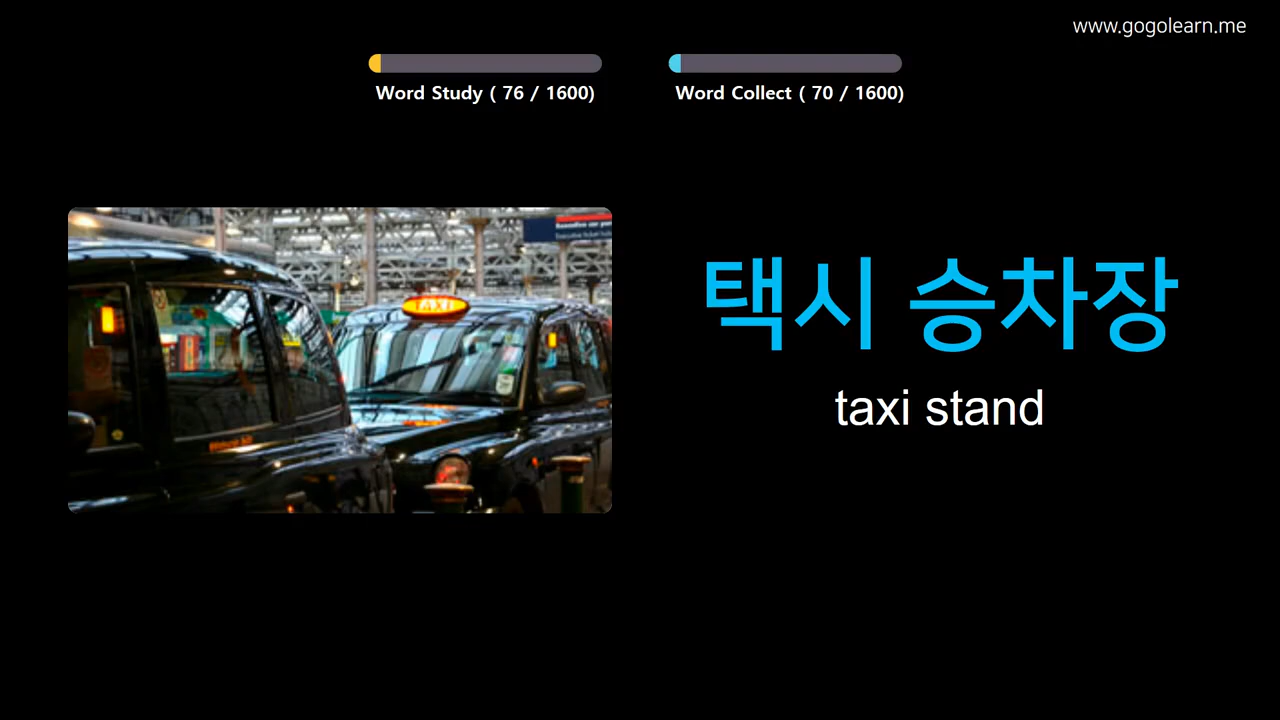 www.gogolearn.me
Word Study ( 76 / 1600)
Word Collect ( 70 / 1600)
TAXI
택시 승차장
taxi stand